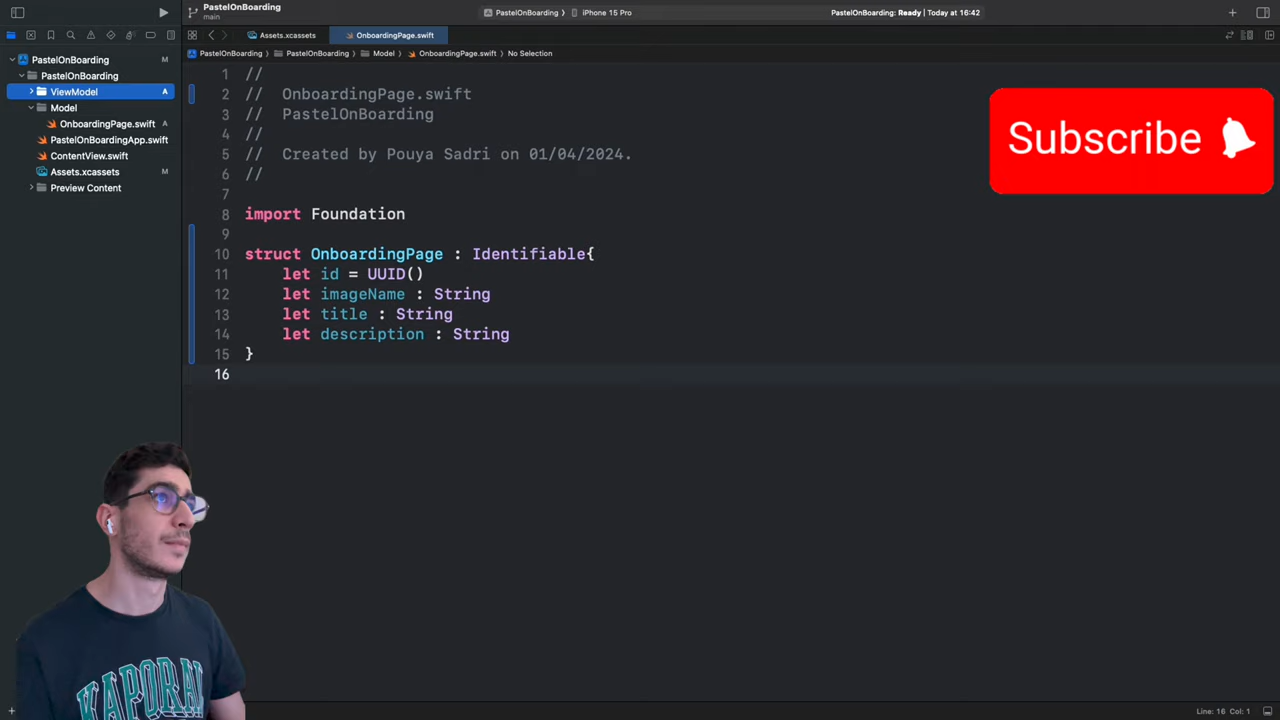 PastelOnBoarding
main
PastelOnBoarding
iPhone 15 Pro
PastelOnBoarding: Ready | Today at 16:42
Assets.xcassets
OnboardingPage.swift
PastelOnBoarding
PastelOnBoarding
Model
OnboardingPage.swift
No Selection
PastelOnBoarding M
PastelOnBoarding
ViewModel A
Model
OnboardingPage.swift A
PastelOnBoardingApp.swift
ContentView.swift
Assets.xcassets M
Preview Content
1 //
2 // OnboardingPage.swift
3 // PastelOnBoarding
4 //
5 // Created by Pouya Sadri on 01/04/2024.
6 //
7
8 import Foundation
9
10 struct OnboardingPage : Identifiable{
11 let id = UUID()
12 let imageName : String
13 let title : String
14 let description : String
15 }
16
Subscribe
KAPORAL
Line: 16 Col: 1